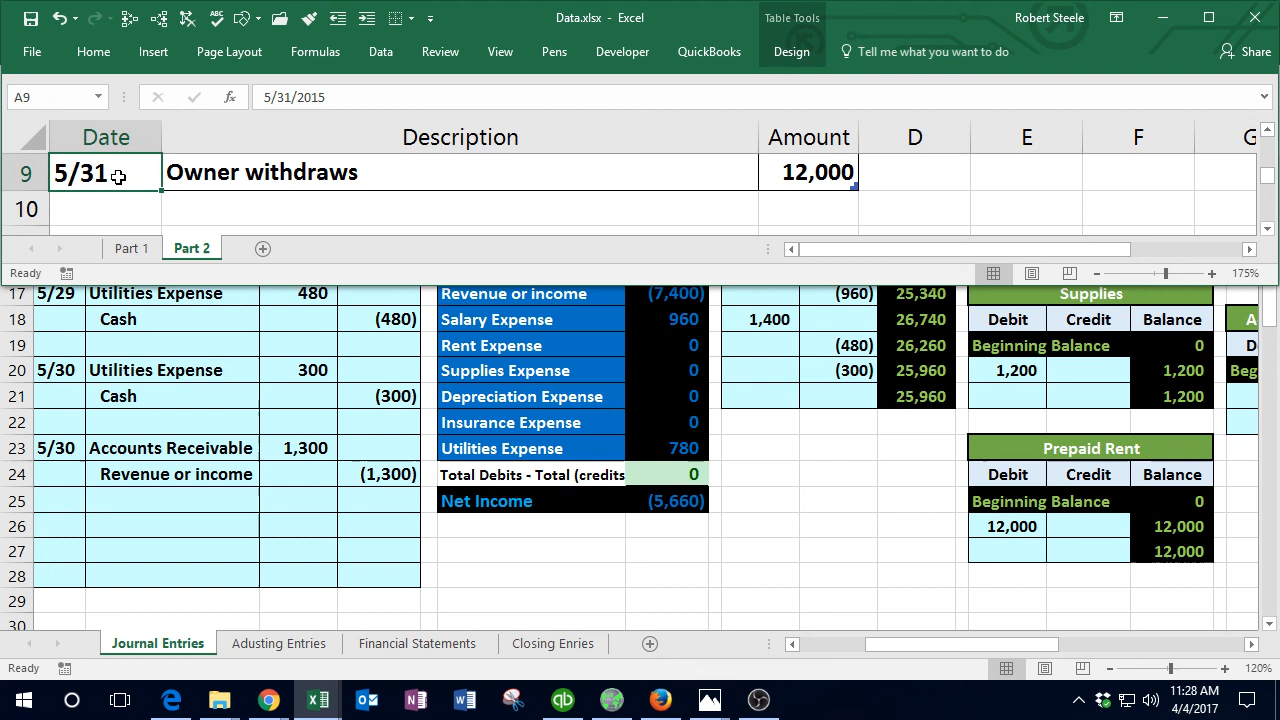 Data.xlsx - Excel
Table Tools
Robert Steele
File Home Insert Page Layout Formulas Data Review View Pens Developer QuickBooks Design Tell me what you want to do Share
A9 fx 5/31/2015
Date Description Amount D E F G
9 5/31 Owner withdraws 12,000
10
Part 1 Part 2
Ready 175%
17 5/29 Utilities Expense 480 Revenue or income (7,400) (960) 25,340 Supplies
18 Cash (480) Salary Expense 960 1,400 26,740 Debit Credit Balance A
19 Rent Expense 0 (480) 26,260 Beginning Balance 0 D
20 5/30 Utilities Expense 300 Supplies Expense 0 (300) 25,960 1,200 1,200 Beg
21 Cash (300) Depreciation Expense 0 25,960 1,200
22 Insurance Expense 0
23 5/30 Accounts Receivable 1,300 Utilities Expense 780 Prepaid Rent
24 Revenue or income (1,300) Total Debits - Total (credits 0 Debit Credit Balance
25 Net Income (5,660) Beginning Balance 0
26 12,000 12,000
27 12,000
28
29
30
Journal Entries Adusting Entries Financial Statements Closing Enries
Ready 120%
11:28 AM
4/4/2017